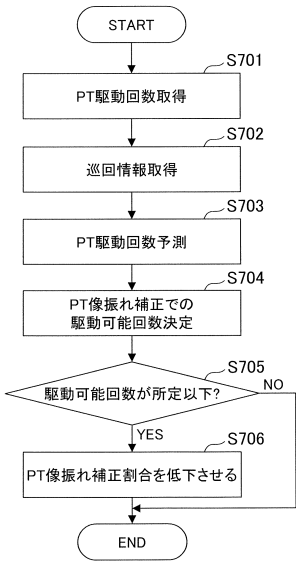 START
S701
PT駆動回数取得
S702
巡回情報取得
S703
PT駆動回数予測
S704
PT像振れ補正での
駆動可能回数決定
S705
駆動可能回数が所定以下?
NO
YES
S706
PT像振れ補正割合を低下させる
END